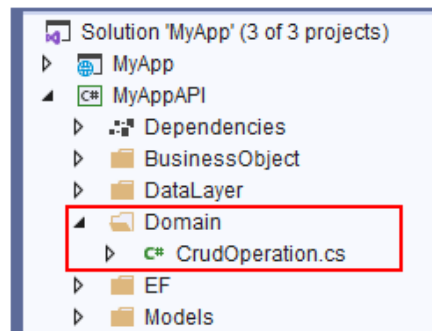 Solution 'MyApp' (3 of 3 projects)
MyApp
C# MyAppAPI
Dependencies
BusinessObject
DataLayer
Domain
C# CrudOperation.cs
EF
Models